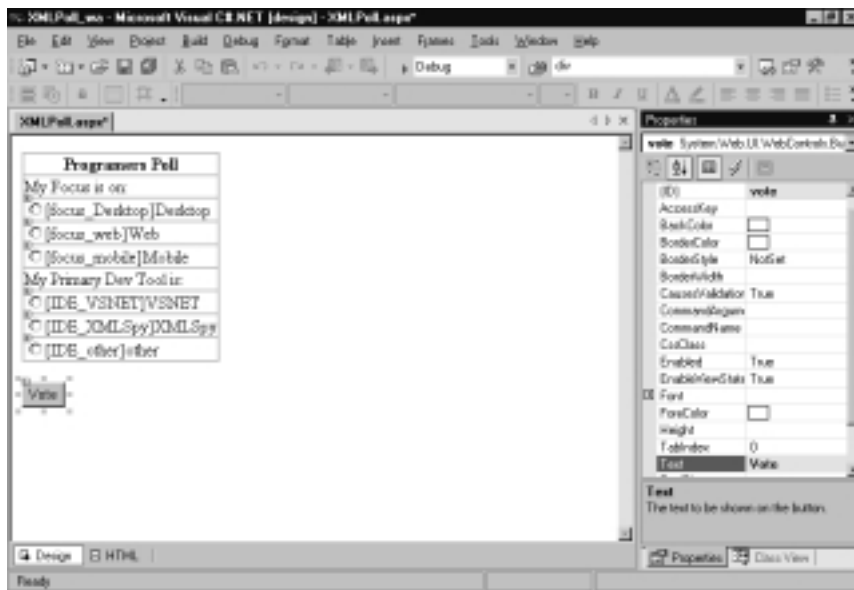 XMLPoll_wa - Microsoft Visual C#.NET [design] - XMLPoll.aspx*
File Edit View Project Build Debug Format Table Insert Frames Tools Window Help
Debug div
B I U
XMLPoll.aspx*
Programers Poll
My Focus is on:
[focus_Desktop]Desktop
[focus_web]Web
[focus_mobile]Mobile
My Primary Dev Tool is:
[IDE_VSNET]VSNET
[IDE_XMLSpy]XMLSpy
[IDE_other]other
Vote
Design HTML
Ready
Properties
vote System.Web.UI.WebControls.Bu
(ID) vote
AccessKey
BackColor
BorderColor
BorderStyle NotSet
BorderWidth
CausesValidation True
CommandArgum
CommandName
CssClass
Enabled True
EnableViewState True
Font
ForeColor
Height
TabIndex 0
Text Vote
Text
The text to be shown on the button.
Properties Class View